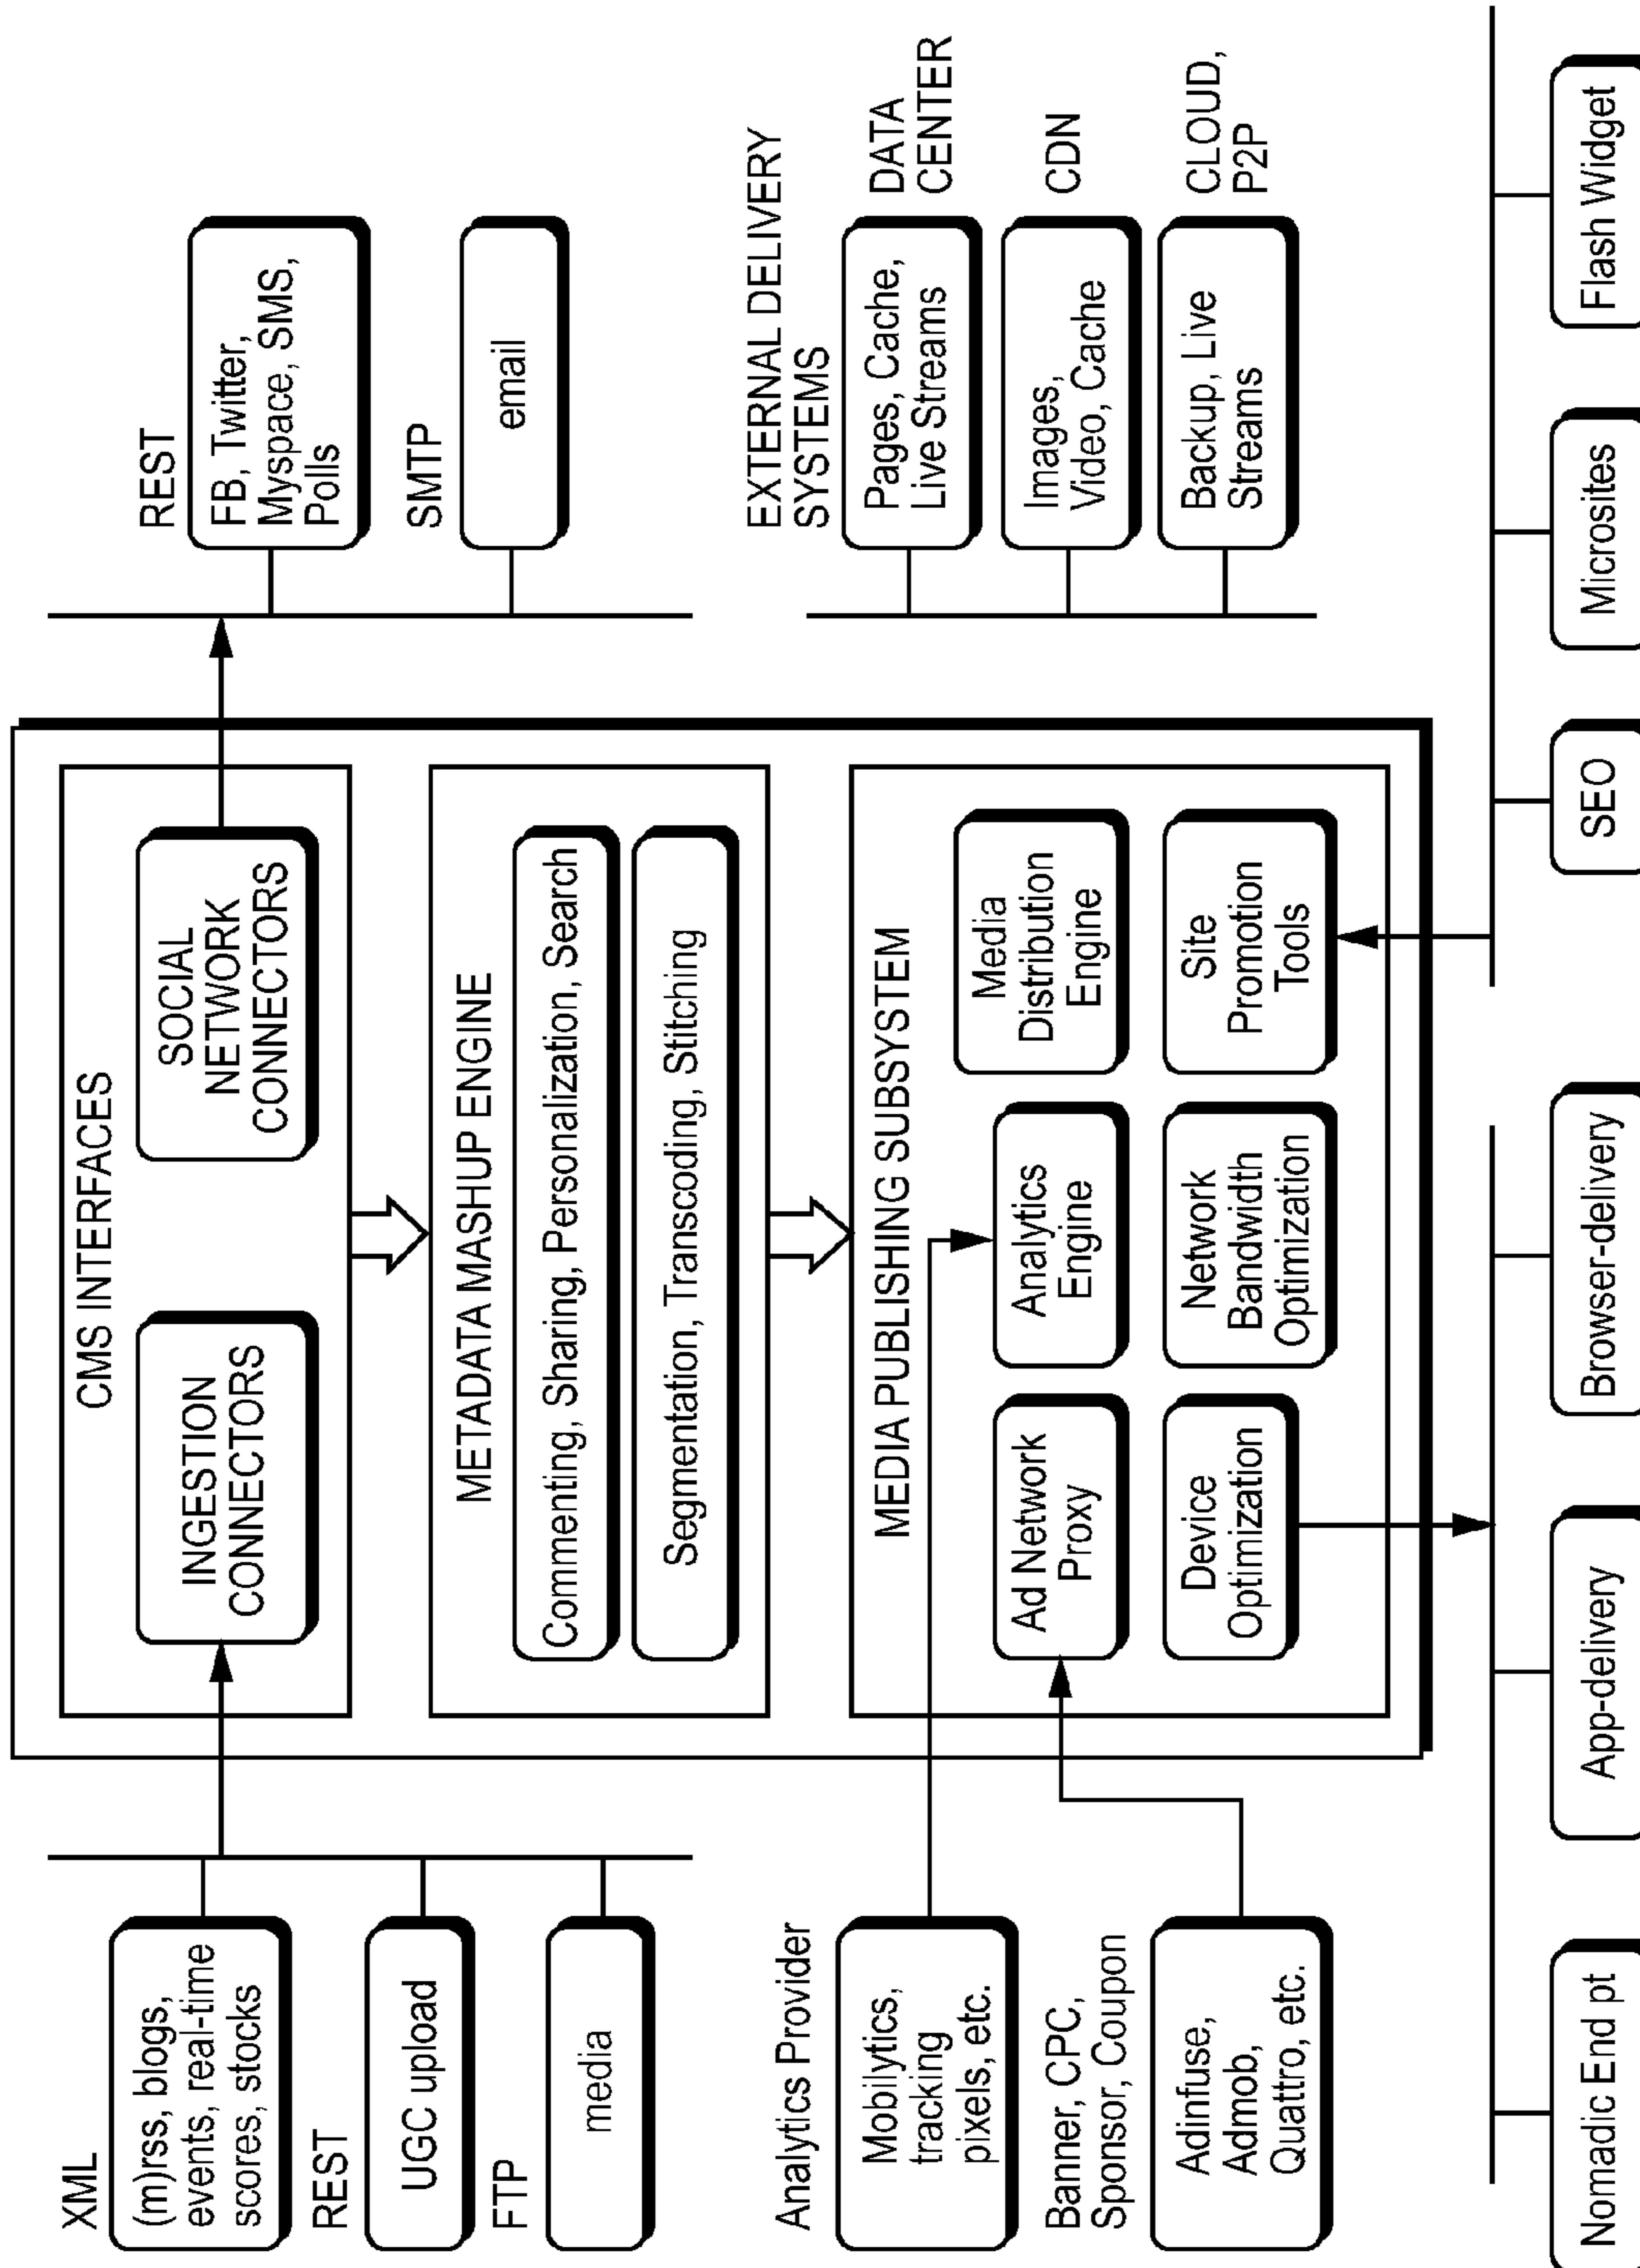 XML
(m)rss, blogs,
events, real-time
scores, stocks
REST
UGC upload
FTP
media
Analytics Provider
Mobilytics,
tracking
pixels, etc.
Banner, CPC,
Sponsor, Coupon
Adinfuse,
Admob,
Quattro, etc.
CMS INTERFACES
INGESTION
CONNECTORS
SOCIAL
NETWORK
CONNECTORS
METADATA MASHUP ENGINE
Commenting, Sharing, Personalization, Search
Segmentation, Transcoding, Stitching
MEDIA PUBLISHING SUBSYSTEM
Ad Network
Proxy
Analytics
Engine
Media
Distribution
Engine
Device
Optimization
Network
Bandwidth
Optimization
Site
Promotion
Tools
REST
FB, Twitter,
Myspace, SMS,
Polls
SMTP
email
EXTERNAL DELIVERY
SYSTEMS
Pages, Cache,
Live Streams
DATA
CENTER
Images,
Video, Cache
CDN
Backup, Live
Streams
CLOUD,
P2P
Nomadic End pt
App-delivery
Browser-delivery
SEO
Microsites
Flash Widget